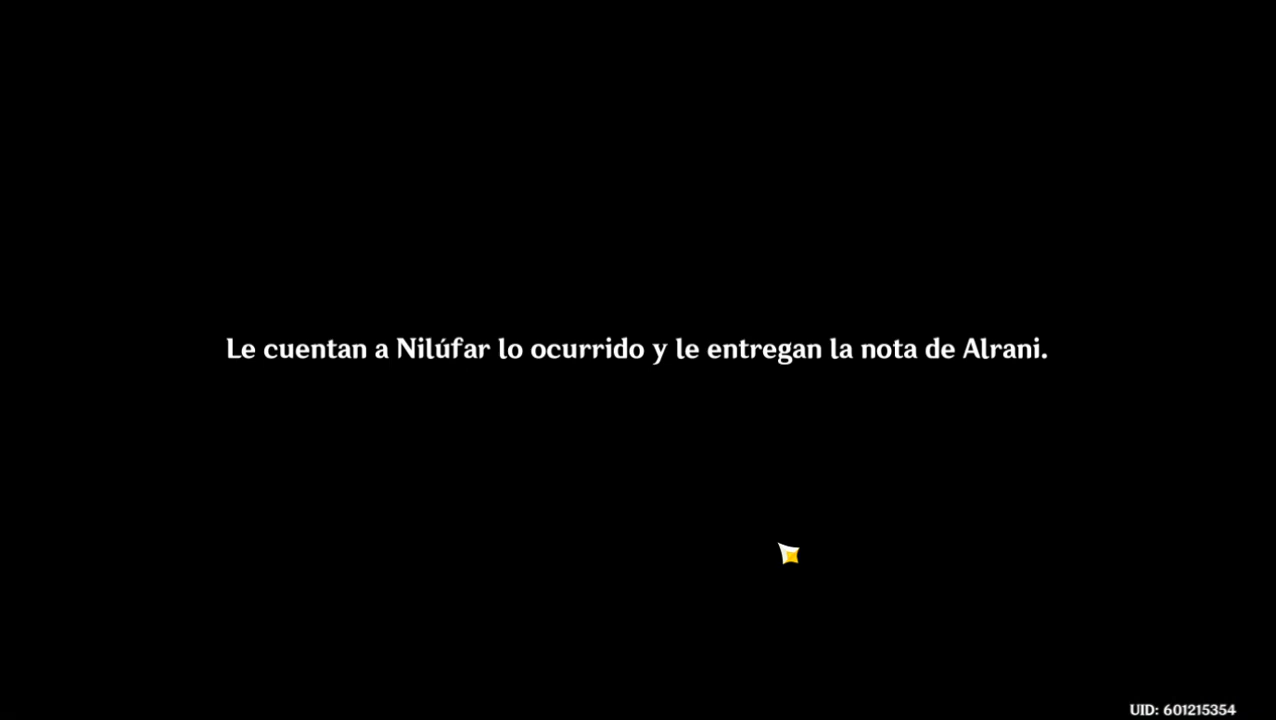 Le cuentan a Nilúfar lo ocurrido y le entregan la nota de Alrani.
UID: 601215354